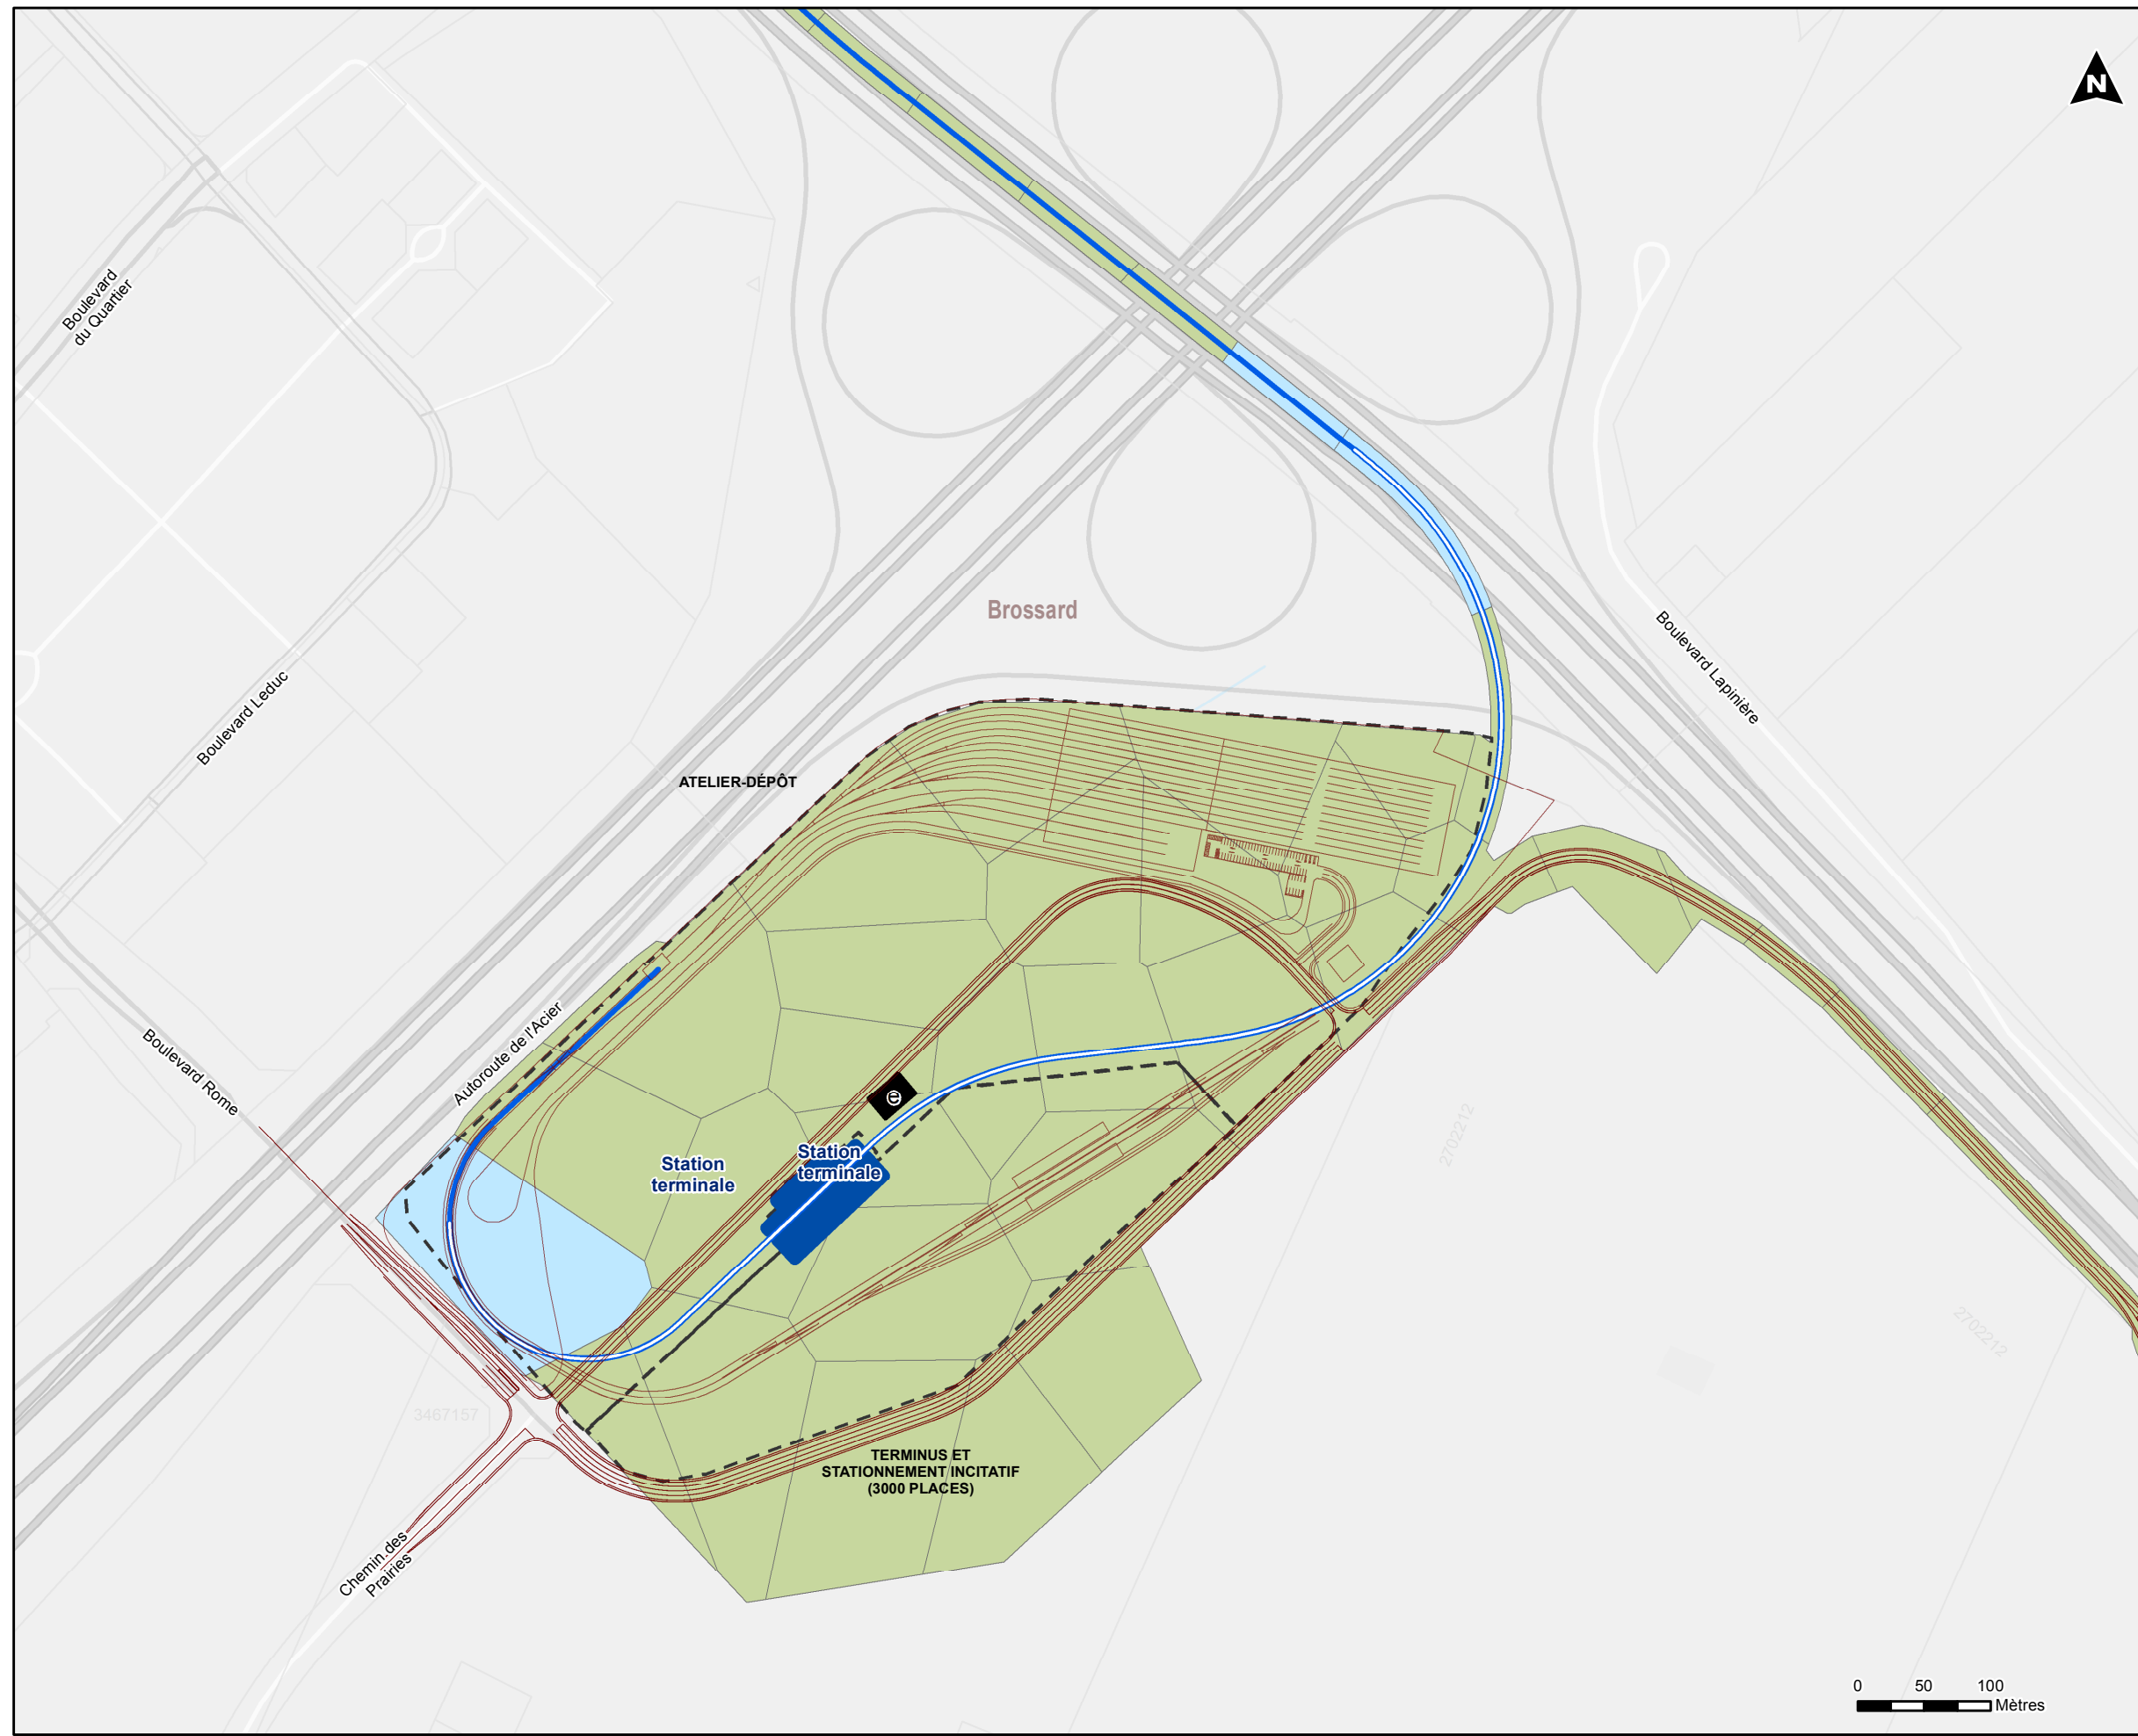 N
Boulevard
du Quartier
Brossard
Boulevard Lapinière
Boulevard Leduc
ATELIER-DÉPÔT
Autoroute de l'Acier
Boulevard Rome
e
Station
terminale
Station
terminale
2702212
2702212
3467157
TERMINUS ET
STATIONNEMENT INCITATIF
(3000 PLACES)
Chemin des
Prairies
0 50 100
Mètres